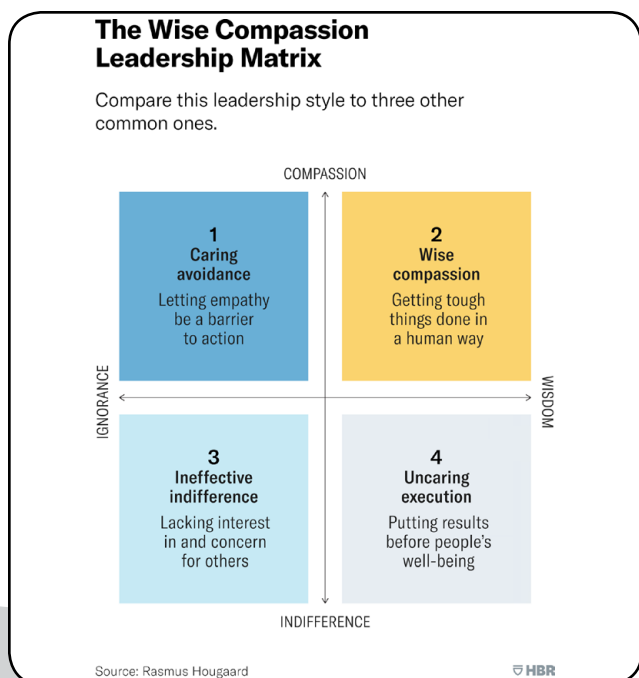 The Wise Compassion
Leadership Matrix
Compare this leadership style to three other
common ones.
COMPASSION
1
Caring
avoidance
Letting empathy
be a barrier
to action
2
Wise
compassion
Getting tough
things done in
a human way
IGNORANCE
WISDOM
3
Ineffective
indifference
Lacking interest
in and concern
for others
4
Uncaring
execution
Putting results
before people's
well-being
INDIFFERENCE
Source: Rasmus Hougaard
HBR